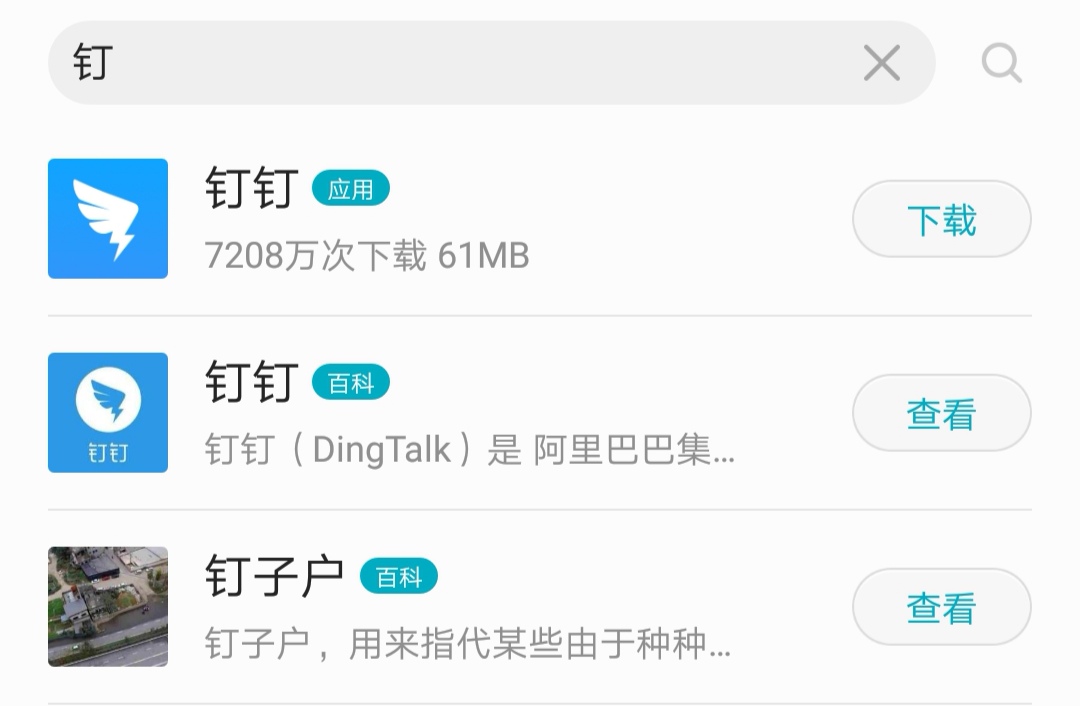 钉
钉钉 应用
7208万次下载 61MB
下载
钉钉 百科
钉钉（DingTalk）是 阿里巴巴集...
查看
钉钉
钉子户 百科
钉子户，用来指代某些由于种种...
查看